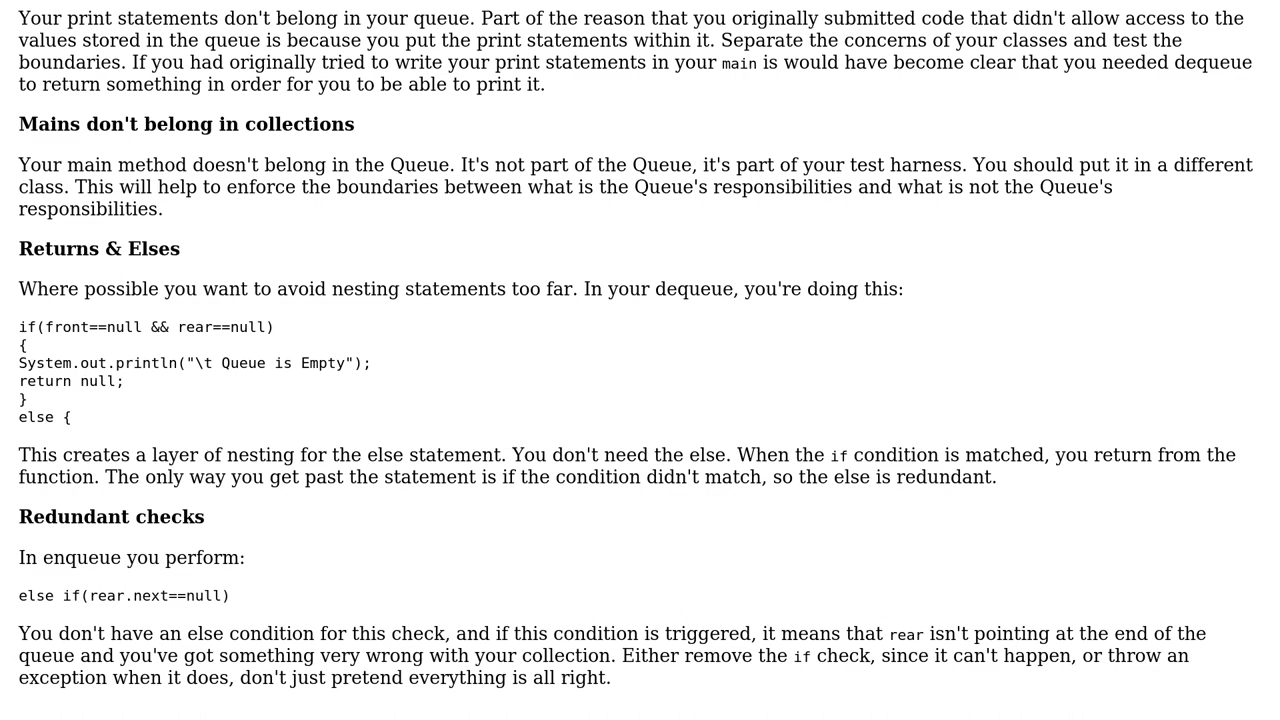 Your print statements don't belong in your queue. Part of the reason that you originally submitted code that didn't allow access to the
values stored in the queue is because you put the print statements within it. Separate the concerns of your classes and test the
boundaries. If you had originally tried to write your print statements in your main is would have become clear that you needed dequeue
to return something in order for you to be able to print it.
Mains don't belong in collections
Your main method doesn't belong in the Queue. It's not part of the Queue, it's part of your test harness. You should put it in a different
class. This will help to enforce the boundaries between what is the Queue's responsibilities and what is not the Queue's
responsibilities.
Returns & Elses
Where possible you want to avoid nesting statements too far. In your dequeue, you're doing this:
if(front==null && rear==null)
{
System.out.println("\t Queue is Empty");
return null;
}
else {
This creates a layer of nesting for the else statement. You don't need the else. When the if condition is matched, you return from the
function. The only way you get past the statement is if the condition didn't match, so the else is redundant.
Redundant checks
In enqueue you perform:
else if(rear.next==null)
You don't have an else condition for this check, and if this condition is triggered, it means that rear isn't pointing at the end of the
queue and you've got something very wrong with your collection. Either remove the if check, since it can't happen, or throw an
exception when it does, don't just pretend everything is all right.